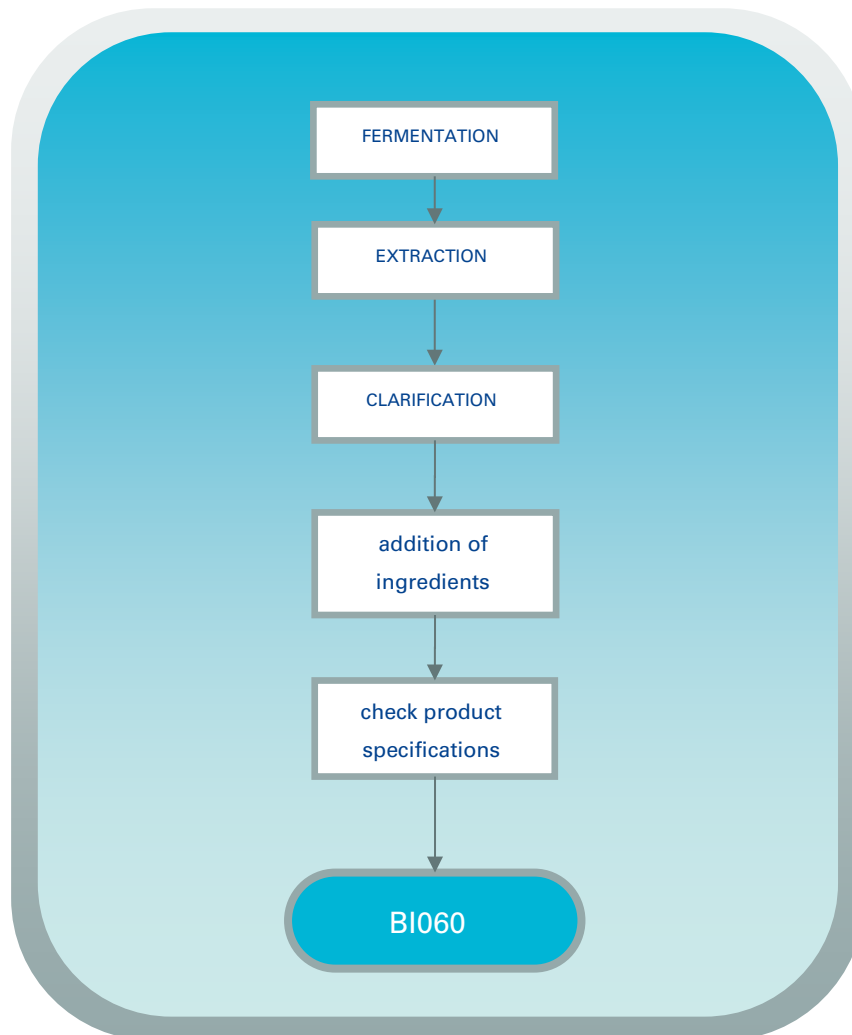 FERMENTATION
EXTRACTION
CLARIFICATION
addition of
ingredients
check product
specifications
BI060